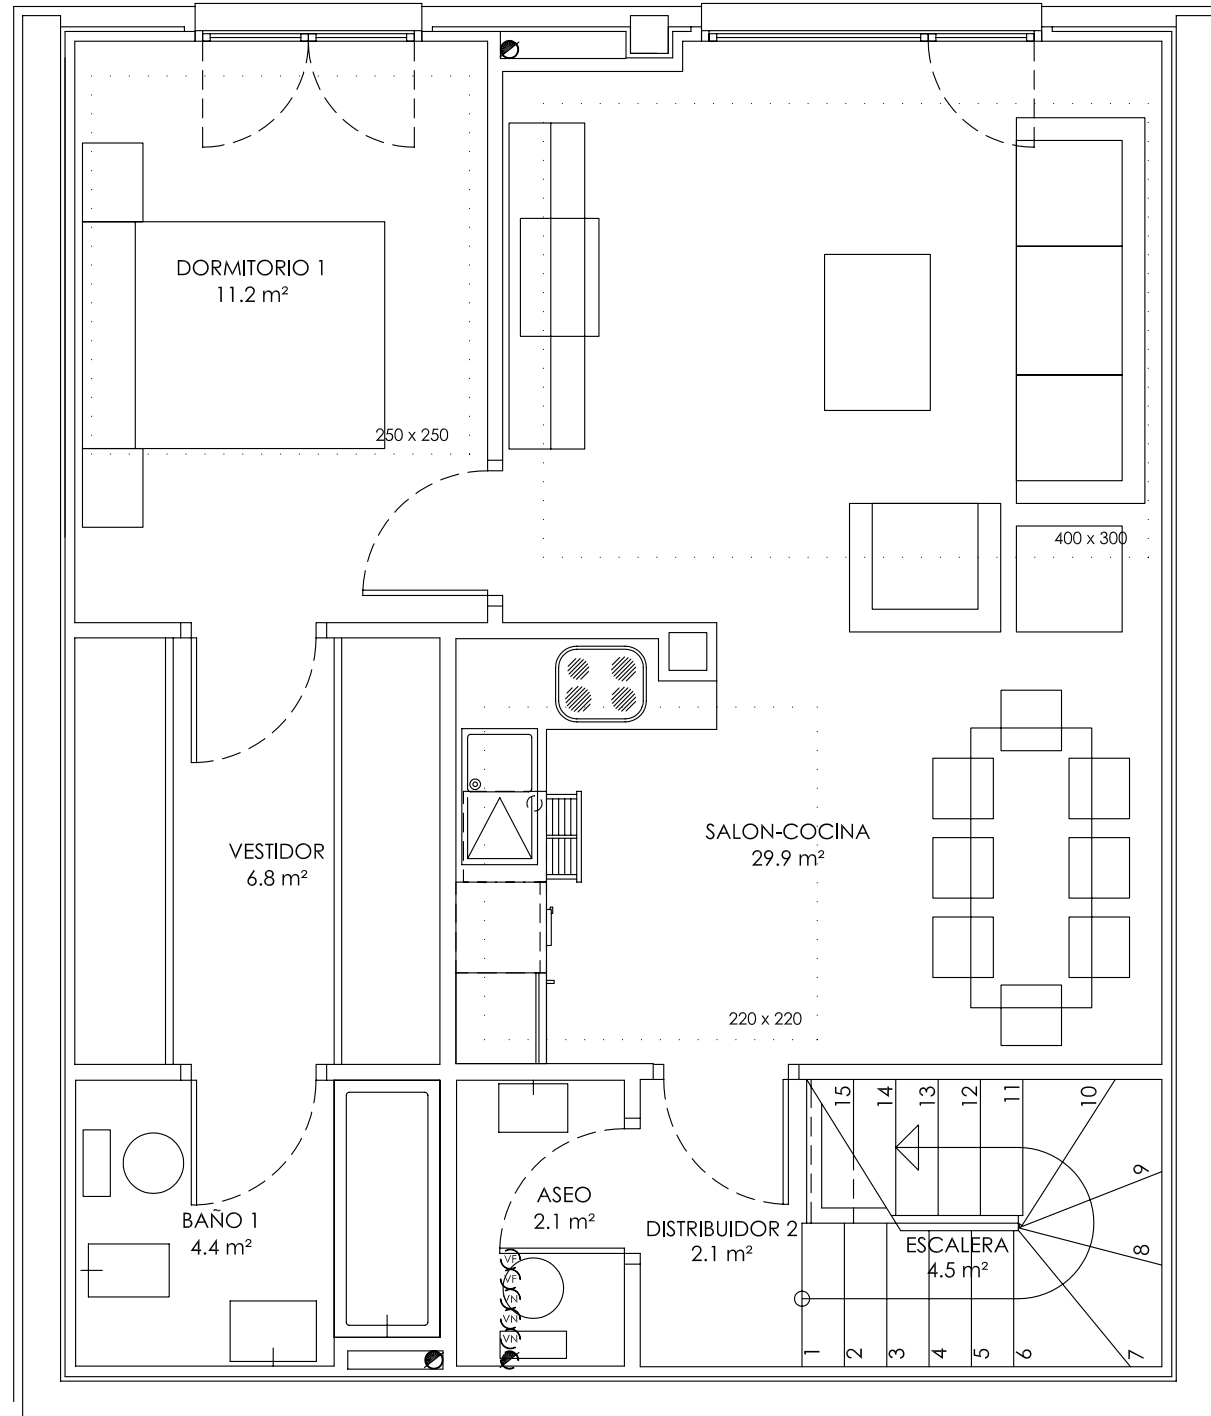 DORMITORIO 1
11.2 m²
250 x 250
400 x 300
SALON-COCINA
29.9 m²
VESTIDOR
6.8 m²
220 x 220
15
14
13
12
11
10
9
8
7
6
5
4
3
2
1
ASEO
2.1 m²
BAÑO 1
4.4 m²
DISTRIBUIDOR 2
2.1 m²
ESCALERA
4.5 m²
VF
VF
VN
VN
VN